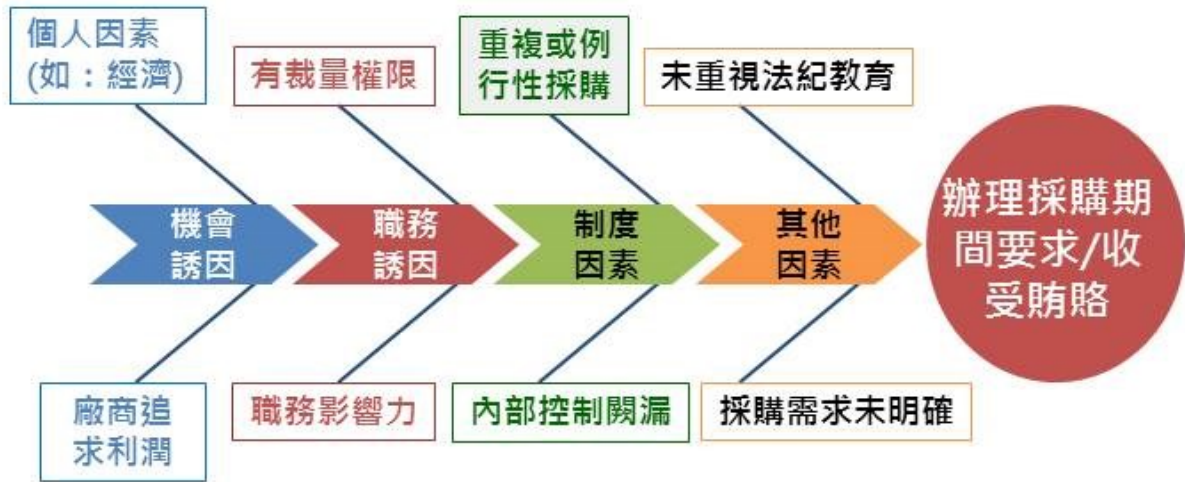 個人因素
(如：經濟)
有裁量權限
重複或例
行性採購
未重視法紀教育
機會
誘因
職務
誘因
制度
因素
其他
因素
辦理採購期
間要求/收
受賄賂
廠商追
求利潤
職務影響力
內部控制闕漏
採購需求未明確